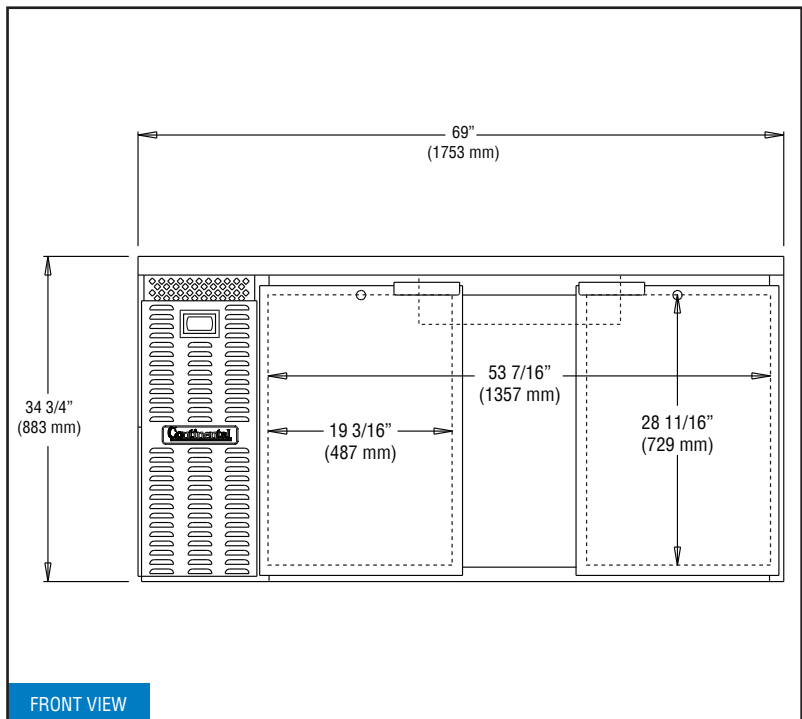 69”
(1753 mm)
34 3/4”
(883 mm)
Continental
53 7/16”
(1357 mm)
19 3/16”
(487 mm)
28 11/16”
(729 mm)
FRONT VIEW